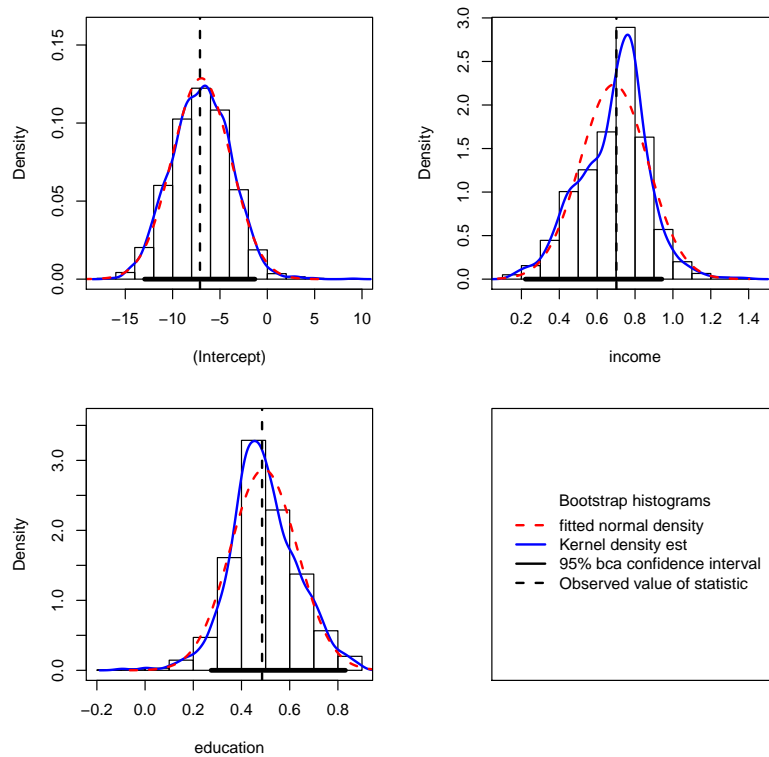 Density
0.00 0.05 0.10 0.15
−15 −10 −5 0 5 10
(Intercept)
Density
0.0 0.5 1.0 1.5 2.0 2.5 3.0
0.2 0.4 0.6 0.8 1.0 1.2 1.4
income
Density
0.0 1.0 2.0 3.0
−0.2 0.0 0.2 0.4 0.6 0.8
education
Bootstrap histograms
fitted normal density
Kernel density est
95% bca confidence interval
Observed value of statistic